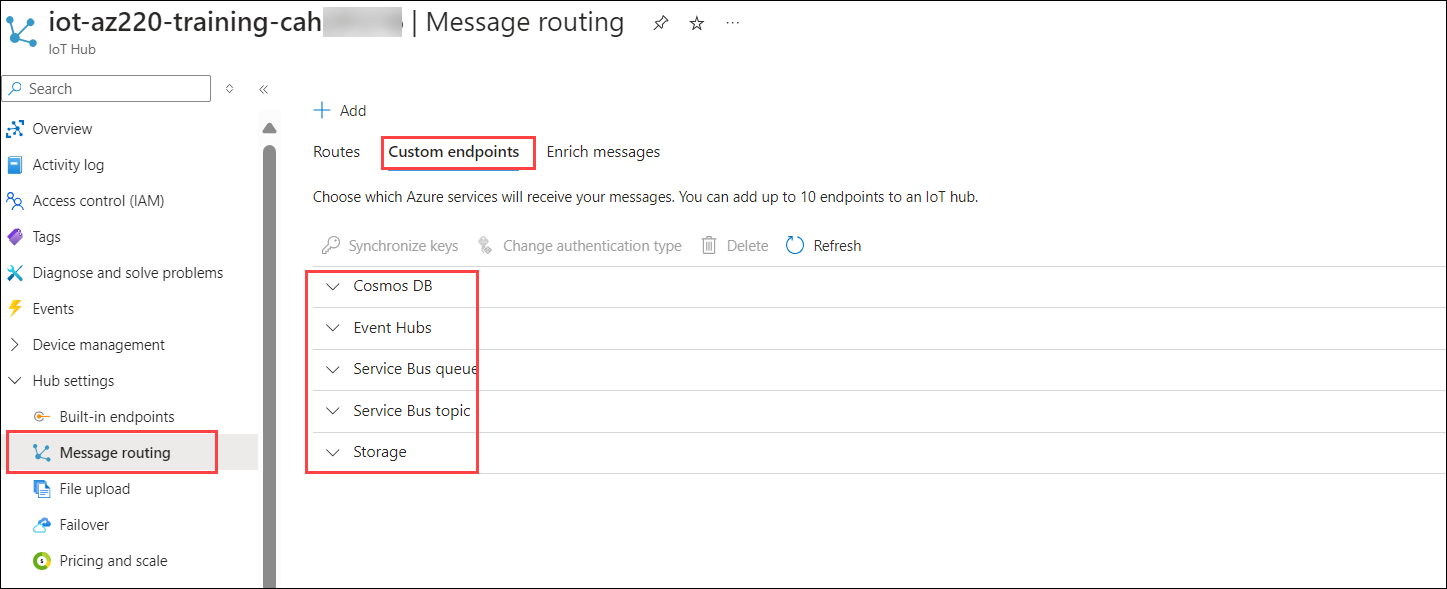 iot-az220-training-cah | Message routing
IoT Hub
Search
Overview
Activity log
Access control (IAM)
Tags
Diagnose and solve problems
Events
Device management
Hub settings
Built-in endpoints
Message routing
File upload
Failover
Pricing and scale
Add
Routes Custom endpoints Enrich messages
Choose which Azure services will receive your messages. You can add up to 10 endpoints to an IoT hub.
Synchronize keys Change authentication type Delete Refresh
Cosmos DB
Event Hubs
Service Bus queue
Service Bus topic
Storage